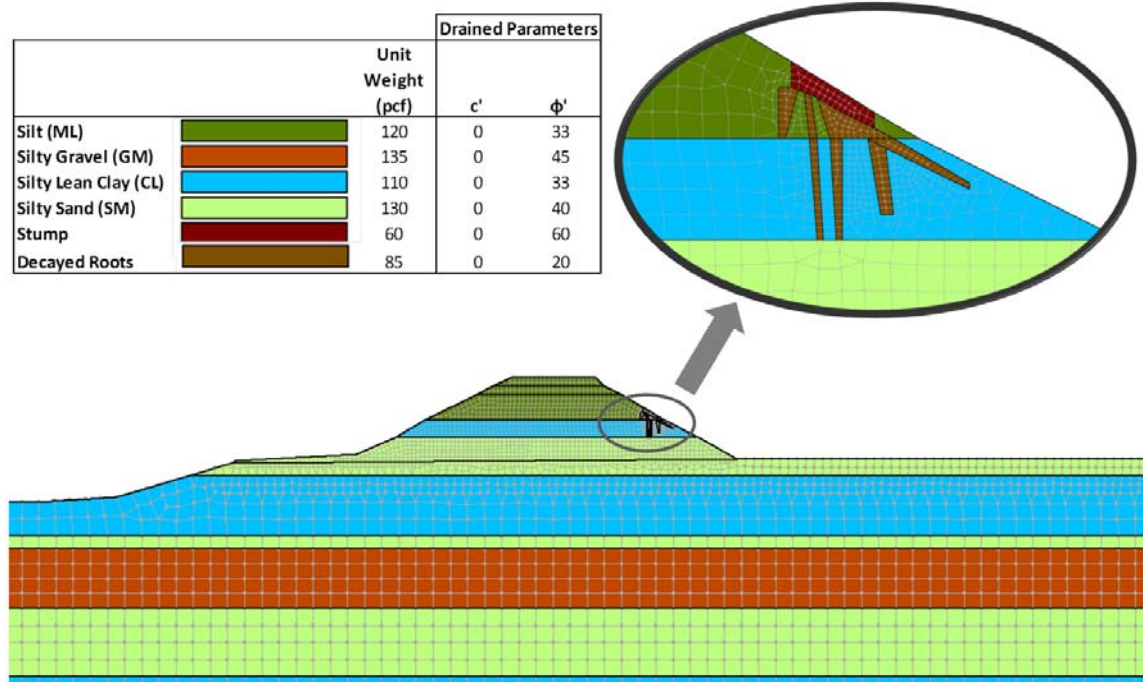 Drained Parameters
Unit
Weight
(pcf) c' ϕ'
Silt (ML) 120 0 33
Silty Gravel (GM) 135 0 45
Silty Lean Clay (CL) 110 0 33
Silty Sand (SM) 130 0 40
Stump 60 0 60
Decayed Roots 85 0 20